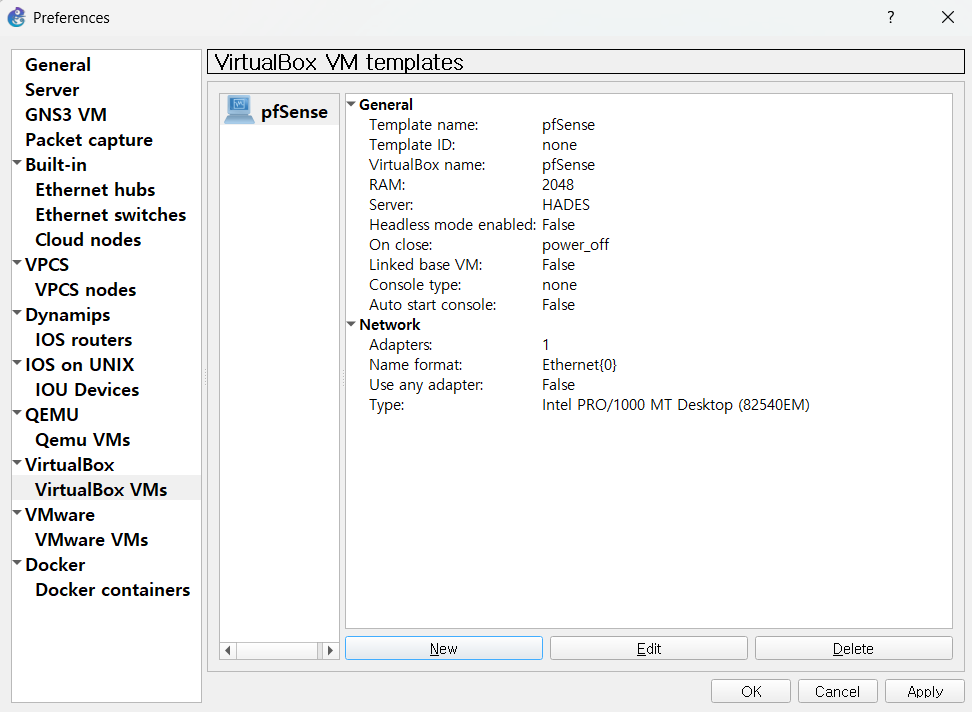 Preferences
?
General
Server
GNS3 VM
Packet capture
Built-in
Ethernet hubs
Ethernet switches
Cloud nodes
VPCS
VPCS nodes
Dynamips
IOS routers
IOS on UNIX
IOU Devices
QEMU
Qemu VMs
VirtualBox
VirtualBox VMs
VMware
VMware VMs
Docker
Docker containers
VirtualBox VM templates
pfSense
General
Template name: pfSense
Template ID: none
VirtualBox name: pfSense
RAM: 2048
Server: HADES
Headless mode enabled: False
On close: power_off
Linked base VM: False
Console type: none
Auto start console: False
Network
Adapters: 1
Name format: Ethernet{0}
Use any adapter: False
Type: Intel PRO/1000 MT Desktop (82540EM)
New Edit Delete
OK Cancel Apply